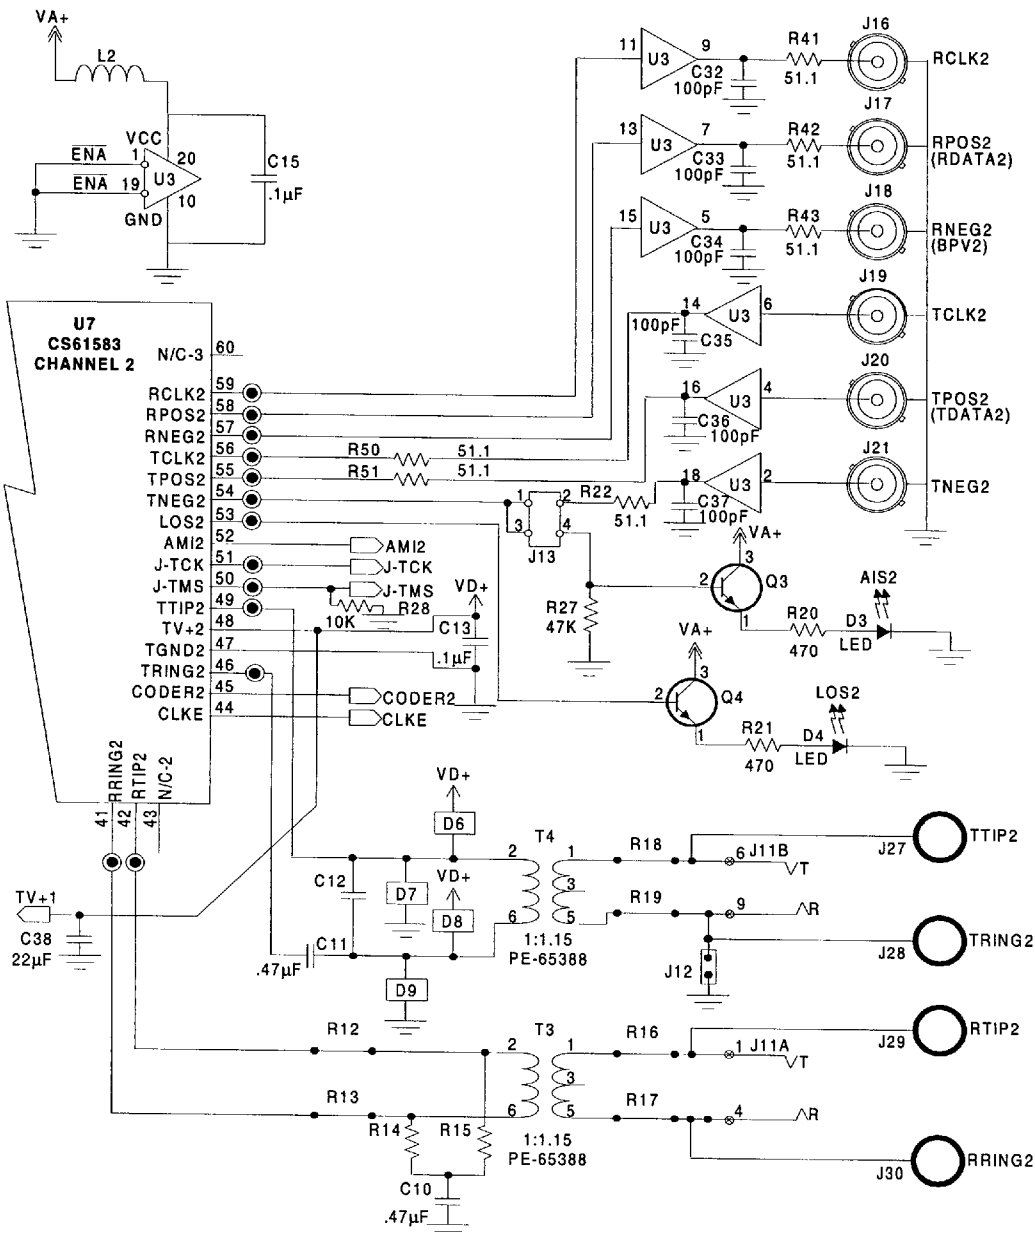 VA+
L2
VCC
ENA 1 20
U3
ENA 19 10
GND
C15
.1µF
11 U3 9
C32
100pF
R41
51.1
J16
RCLK2
13 U3 7
C33
100pF
R42
51.1
J17
RPOS2
(RDATA2)
15 U3 5
C34
100pF
R43
51.1
J18
RNEG2
(BPV2)
14 U3 6
100pF
C35
J19
TCLK2
16 U3 4
C36
100pF
J20
TPOS2
(TDATA2)
18 U3 2
C37
100pF
J21
TNEG2
U7
CS61583
CHANNEL 2
N/C-3 60
RCLK2 59
RPOS2 58
RNEG2 57
TCLK2 56
R50 51.1
TPOS2 55
R51 51.1
TNEG2 54
LOS2 53
AMI2 52
AMI2
J-TCK 51
J-TCK
J-TMS 50
J-TMS
R28
10K
TTIP2 49
TV+2 48
TGND2 47
TRING2 46
CODER2 45
CODER2
CLKE 44
CLKE
VD+
C13
.1µF
1 2
3 4
J13
R22
51.1
R27
47K
VA+
3
2 Q3
1
R20
470
D3
LED
AIS2
VA+
3
2 Q4
1
R21
470
D4
LED
LOS2
RRING2
RTIP2
N/C-2
41
42
43
TV+1
C38
22µF
VD+
D6
C12
D7
VD+
D8
C11
.47µF
D9
T4
2 1
3
6 5
1:1.15
PE-65388
R18
6 J11B
T
J27
TTIP2
R19
9
R
J28
TRING2
J12
R12
R13
R14
R15
C10
.47µF
T3
2 1
3
6 5
1:1.15
PE-65388
R16
1 J11A
T
J29
RTIP2
R17
4
R
J30
RRING2